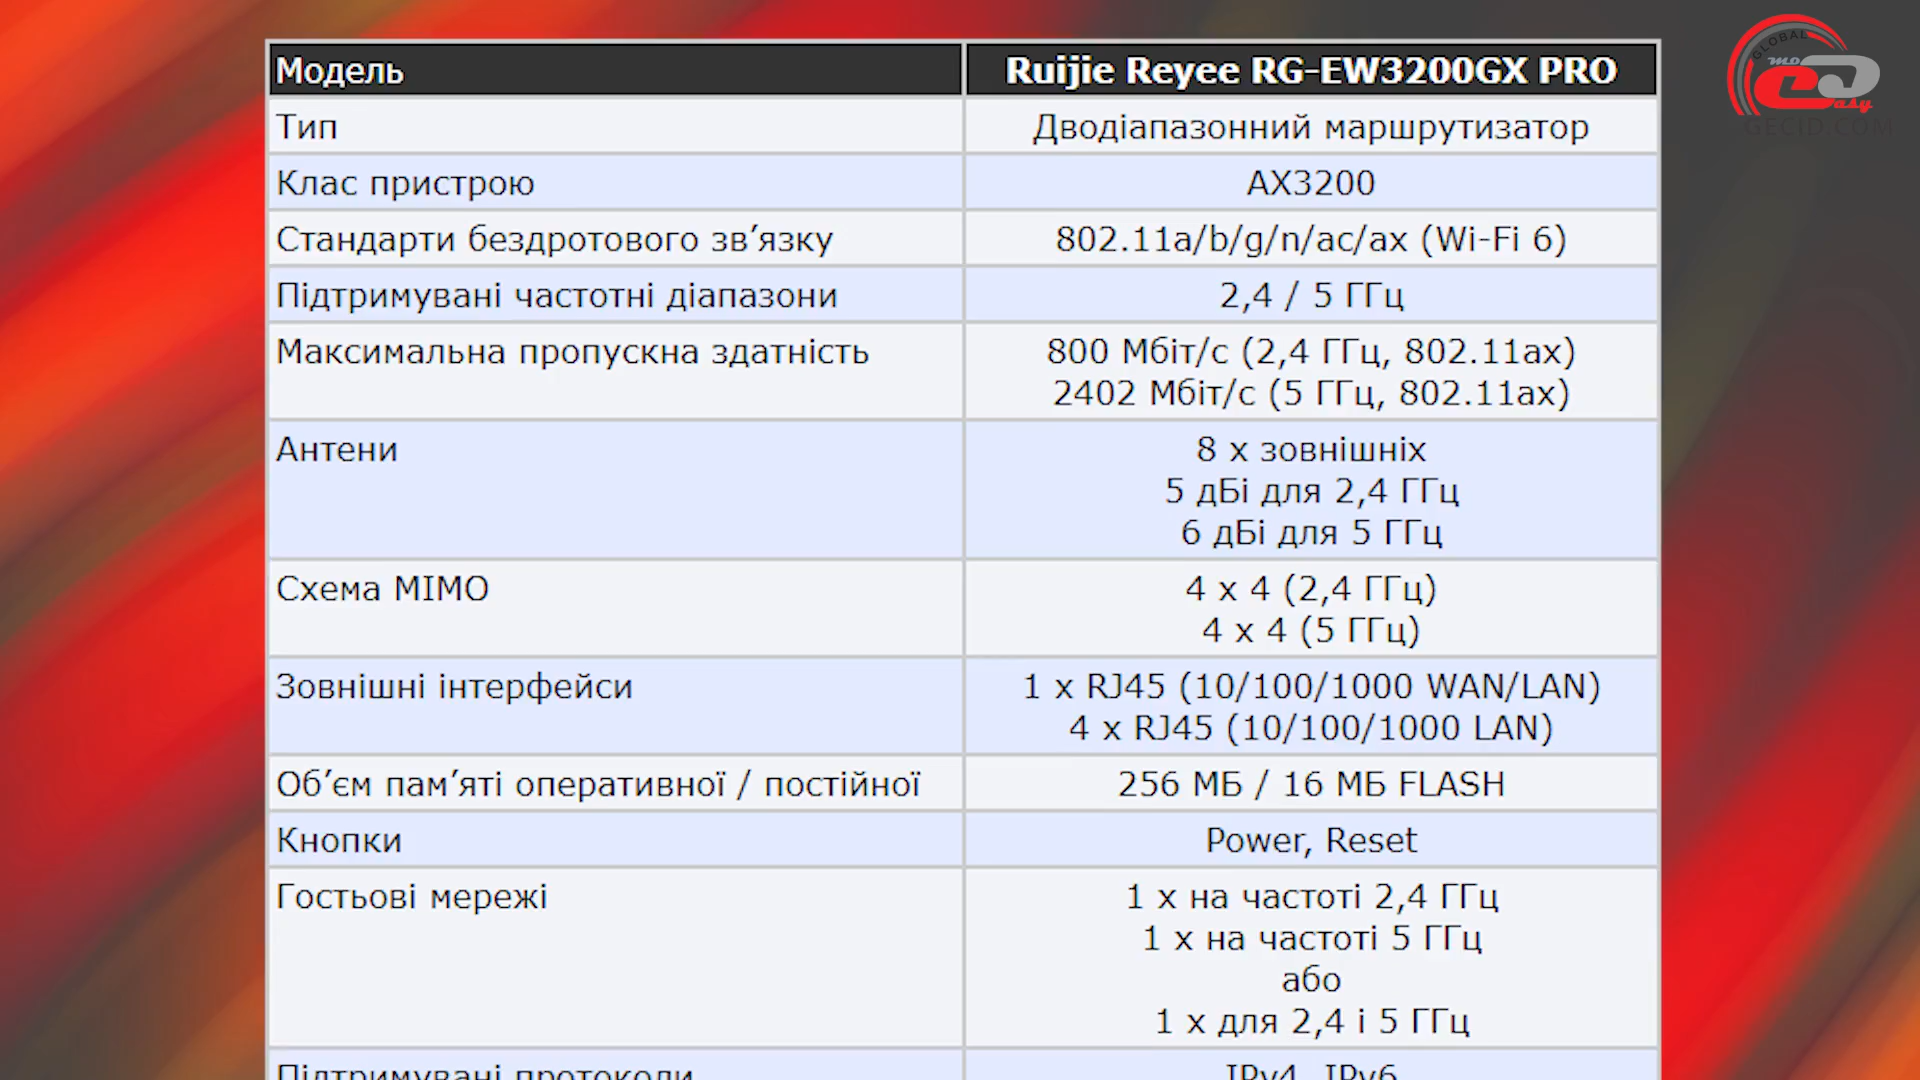 Модель Ruijie Reyee RG-EW3200GX PRO
Тип Дводіапазонний маршрутизатор
Клас пристрою AX3200
Стандарти бездротового зв’язку 802.11a/b/g/n/ac/ax (Wi-Fi 6)
Підтримувані частотні діапазони 2,4 / 5 ГГц
Максимальна пропускна здатність 800 Мбіт/с (2,4 ГГц, 802.11ax)
2402 Мбіт/с (5 ГГц, 802.11ax)
Антени 8 x зовнішніх
5 дБі для 2,4 ГГц
6 дБі для 5 ГГц
Схема MIMO 4 x 4 (2,4 ГГц)
4 x 4 (5 ГГц)
Зовнішні інтерфейси 1 x RJ45 (10/100/1000 WAN/LAN)
4 x RJ45 (10/100/1000 LAN)
Об’єм пам’яті оперативної / постійної 256 МБ / 16 МБ FLASH
Кнопки Power, Reset
Гостьові мережі 1 x на частоті 2,4 ГГц
1 x на частоті 5 ГГц
або
1 x для 2,4 і 5 ГГц
Підтримувані протоколи IPv4, IPv6
GLOBAL
GECID.COM